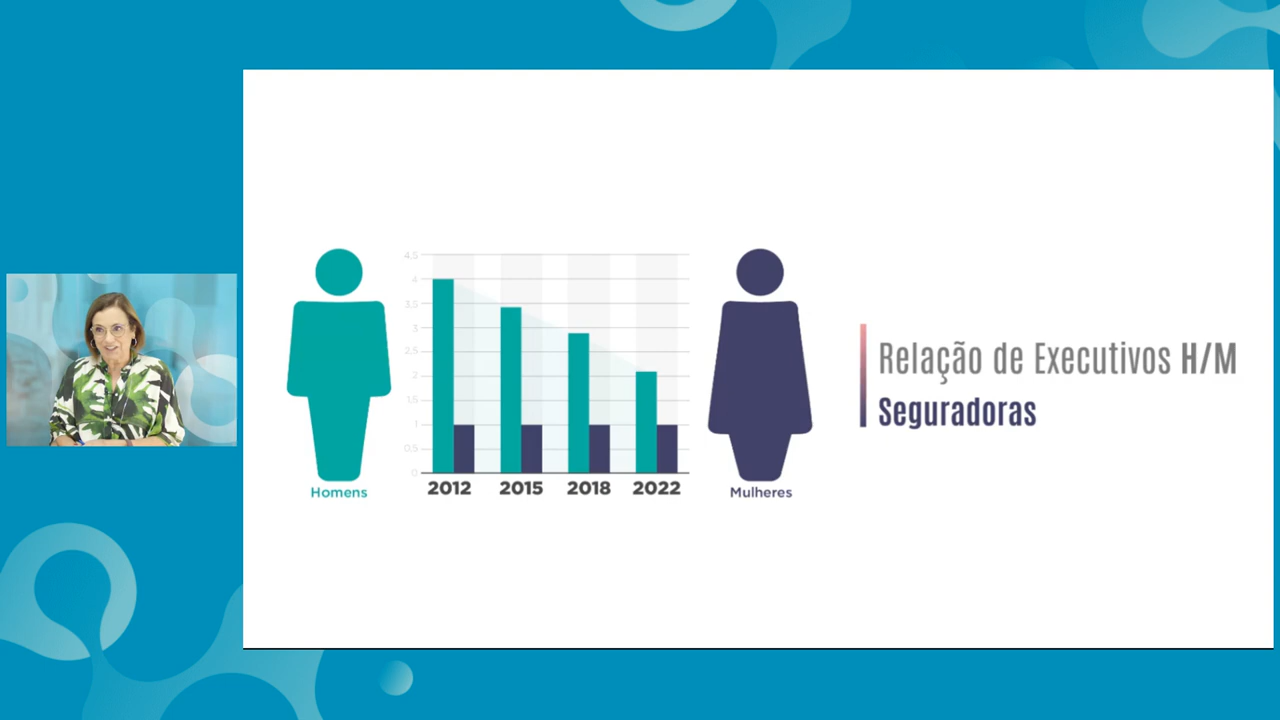 4,5
4
3,5
3
2,5
2
1,5
1
0,5
0
2012 2015 2018 2022
Homens
Mulheres
Relação de Executivos H/M
Seguradoras